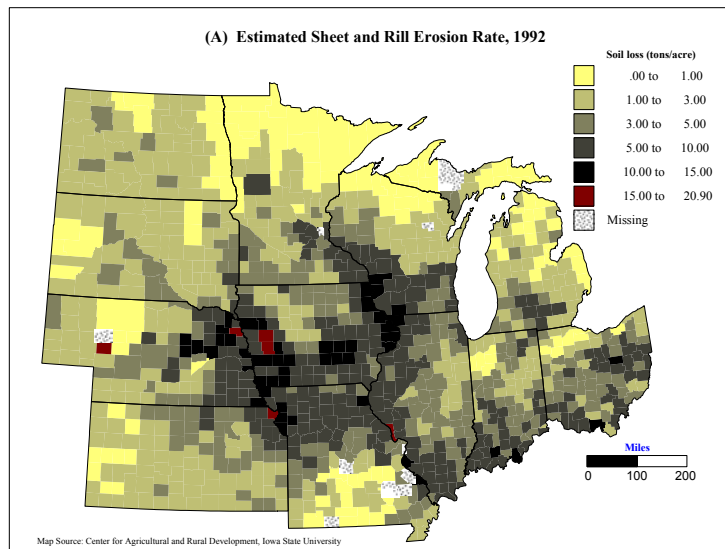 (A) Estimated Sheet and Rill Erosion Rate, 1992
Soil loss (tons/acre)
.00 to 1.00
1.00 to 3.00
3.00 to 5.00
5.00 to 10.00
10.00 to 15.00
15.00 to 20.90
Missing
Miles
0 100 200
Map Source: Center for Agricultural and Rural Development, Iowa State University